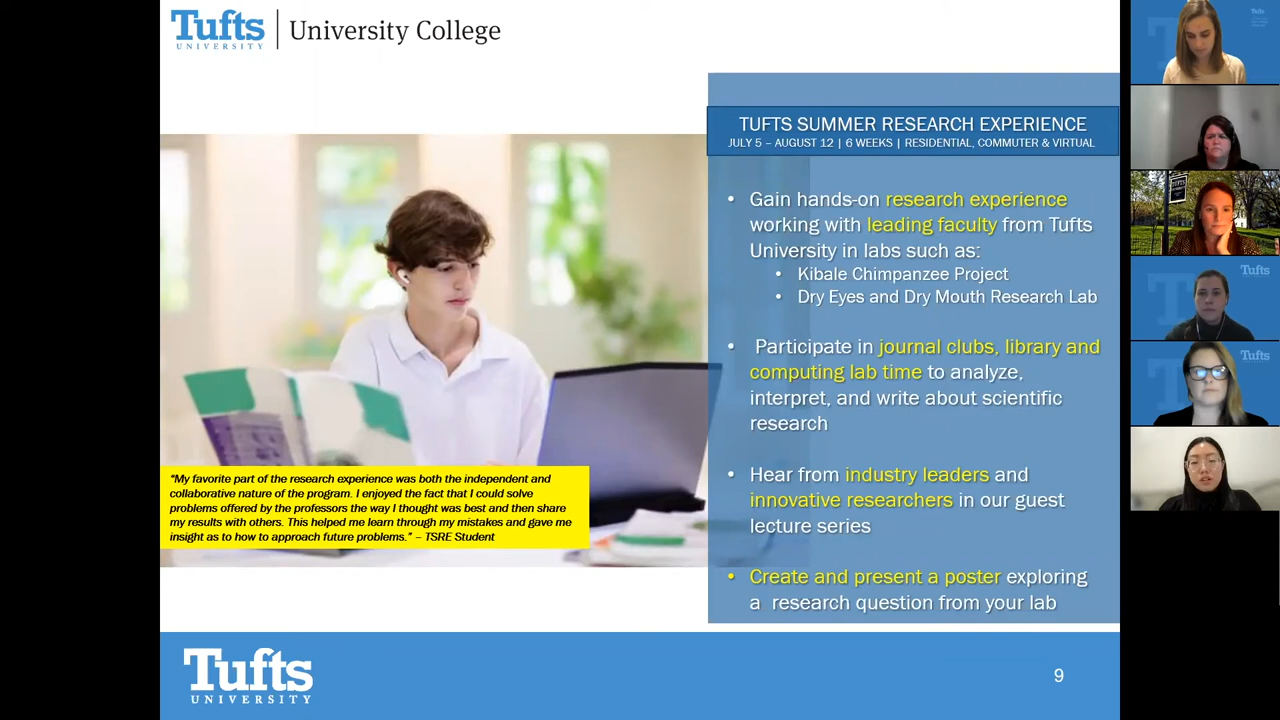 Tufts
UNIVERSITY
University College
TUFTS SUMMER RESEARCH EXPERIENCE
JULY 5 – AUGUST 12 | 6 WEEKS | RESIDENTIAL, COMMUTER & VIRTUAL
• Gain hands-on research experience
working with leading faculty from Tufts
University in labs such as:
• Kibale Chimpanzee Project
• Dry Eyes and Dry Mouth Research Lab
• Participate in journal clubs, library and
computing lab time to analyze,
interpret, and write about scientific
research
• Hear from industry leaders and
innovative researchers in our guest
lecture series
• Create and present a poster exploring
a research question from your lab
“My favorite part of the research experience was both the independent and
collaborative nature of the program. I enjoyed the fact that I could solve
problems offered by the professors the way I thought was best and then share
my results with others. This helped me learn through my mistakes and gave me
insight as to how to approach future problems.” – TSRE Student
Tufts
UNIVERSITY
9
Tufts
TUFTS
Tufts
Tufts